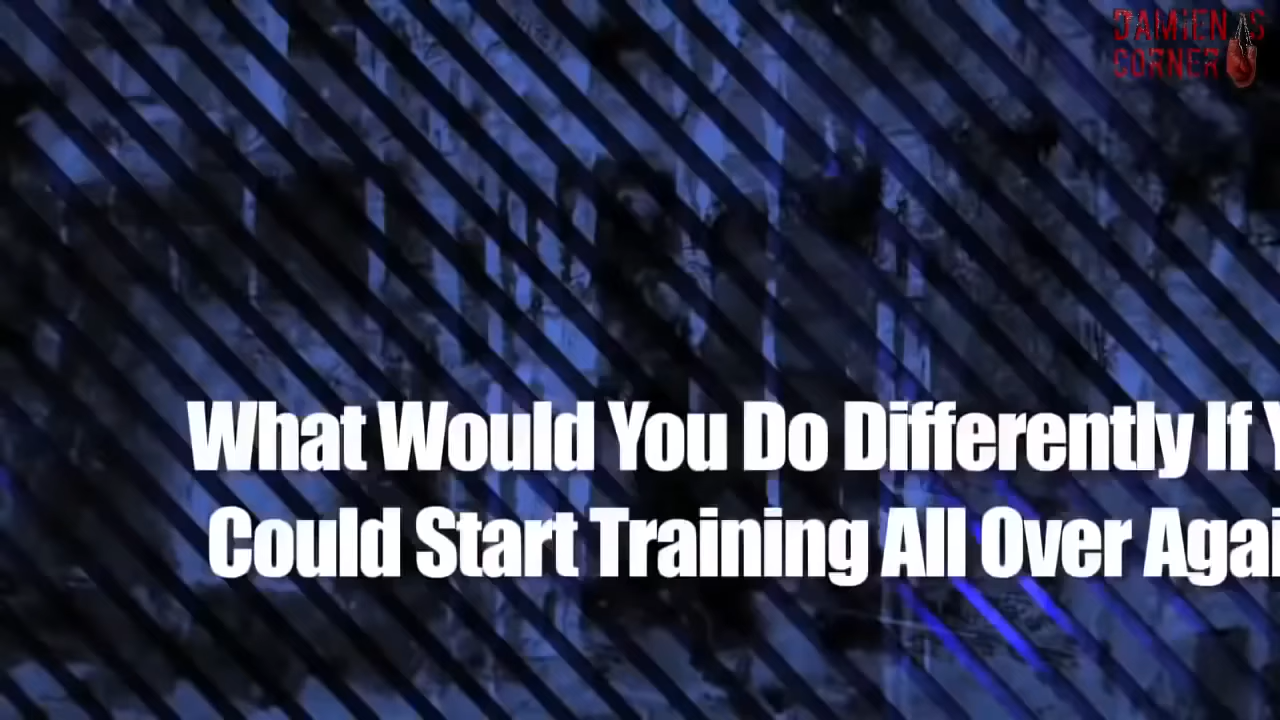 DAMIEN'S
CORNER
What Would You Do Differently If Y
Could Start Training All Over Agai